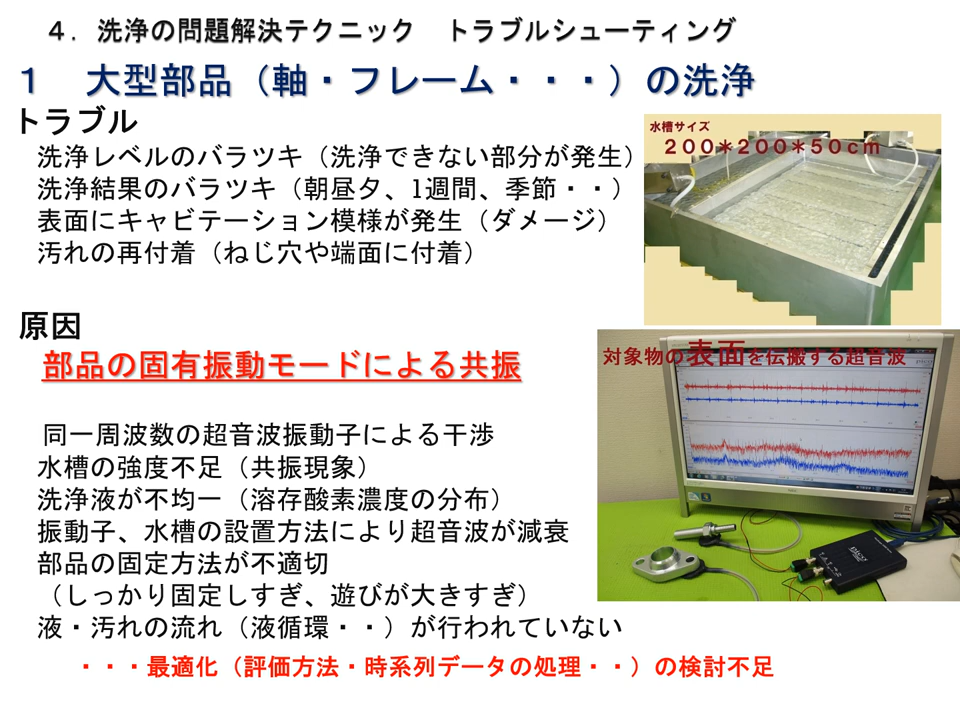 ４．洗浄の問題解決テクニック　トラブルシューティング
１　大型部品（軸・フレーム・・・）の洗浄
トラブル
洗浄レベルのバラツキ（洗浄できない部分が発生）
洗浄結果のバラツキ（朝昼夕、1週間、季節・・）
表面にキャビテーション模様が発生（ダメージ）
汚れの再付着（ねじ穴や端面に付着）
水槽サイズ
２００＊２００＊５０ｃｍ
原因
部品の固有振動モードによる共振
同一周波数の超音波振動子による干渉
水槽の強度不足（共振現象）
洗浄液が不均一（溶存酸素濃度の分布）
振動子、水槽の設置方法により超音波が減衰
部品の固定方法が不適切
（しっかり固定しすぎ、遊びが大きすぎ）
液・汚れの流れ（液循環・・）が行われていない
・・・最適化（評価方法・時系列データの処理・・）の検討不足
対象物の表面を伝搬する超音波
pico